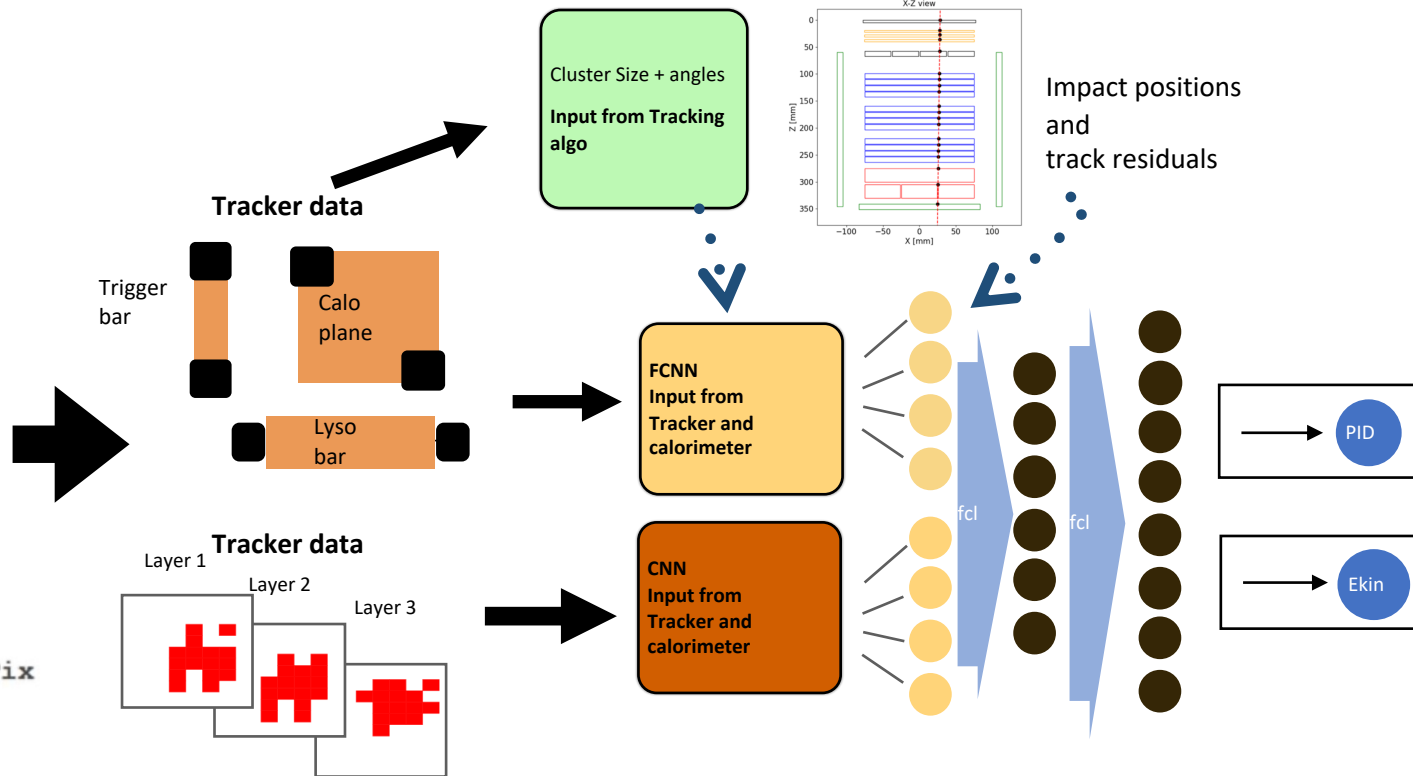 Cluster Size + angles
Input from Tracking
algo
X-Z view
0
50
100
150
200
250
300
350
Z [mm]
−100
−50
0
50
100
X [mm]
Impact positions
and
track residuals
Tracker data
Trigger
bar
Calo
plane
Lyso
bar
FCNN
Input from
Tracker and
calorimeter
fcl
fcl
PID
Ekin
Tracker data
Layer 1
Layer 2
Layer 3
CNN
Input from
Tracker and
calorimeter